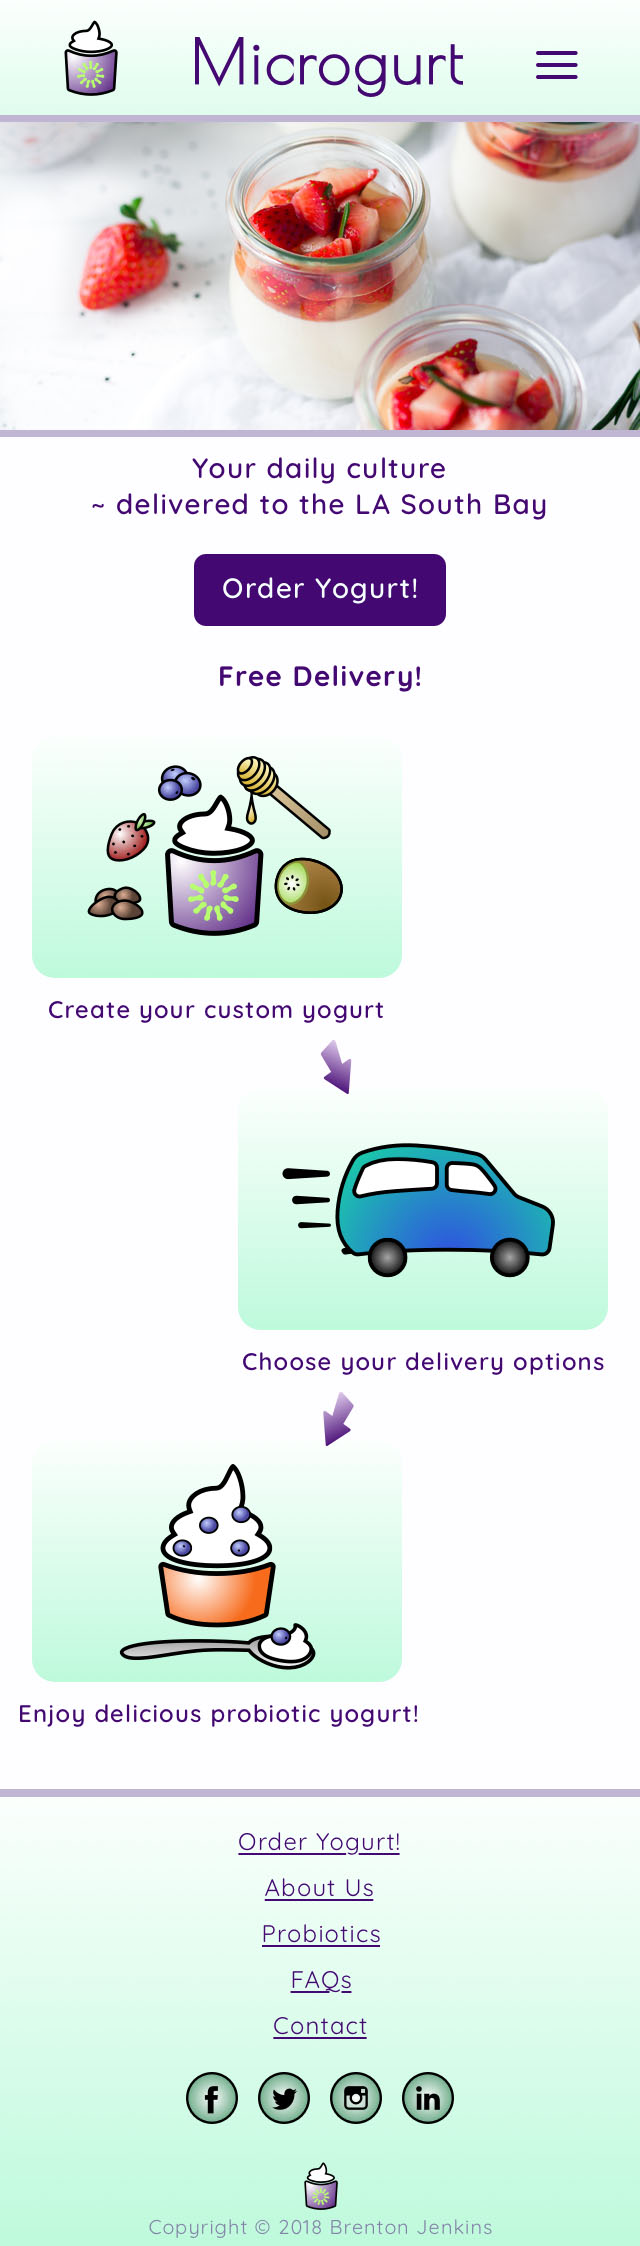 Microgurt
Your daily culture
~ delivered to the LA South Bay
Order Yogurt!
Free Delivery!
Create your custom yogurt
Choose your delivery options
Enjoy delicious probiotic yogurt!
Order Yogurt!
About Us
Probiotics
FAQs
Contact
Copyright © 2018 Brenton Jenkins